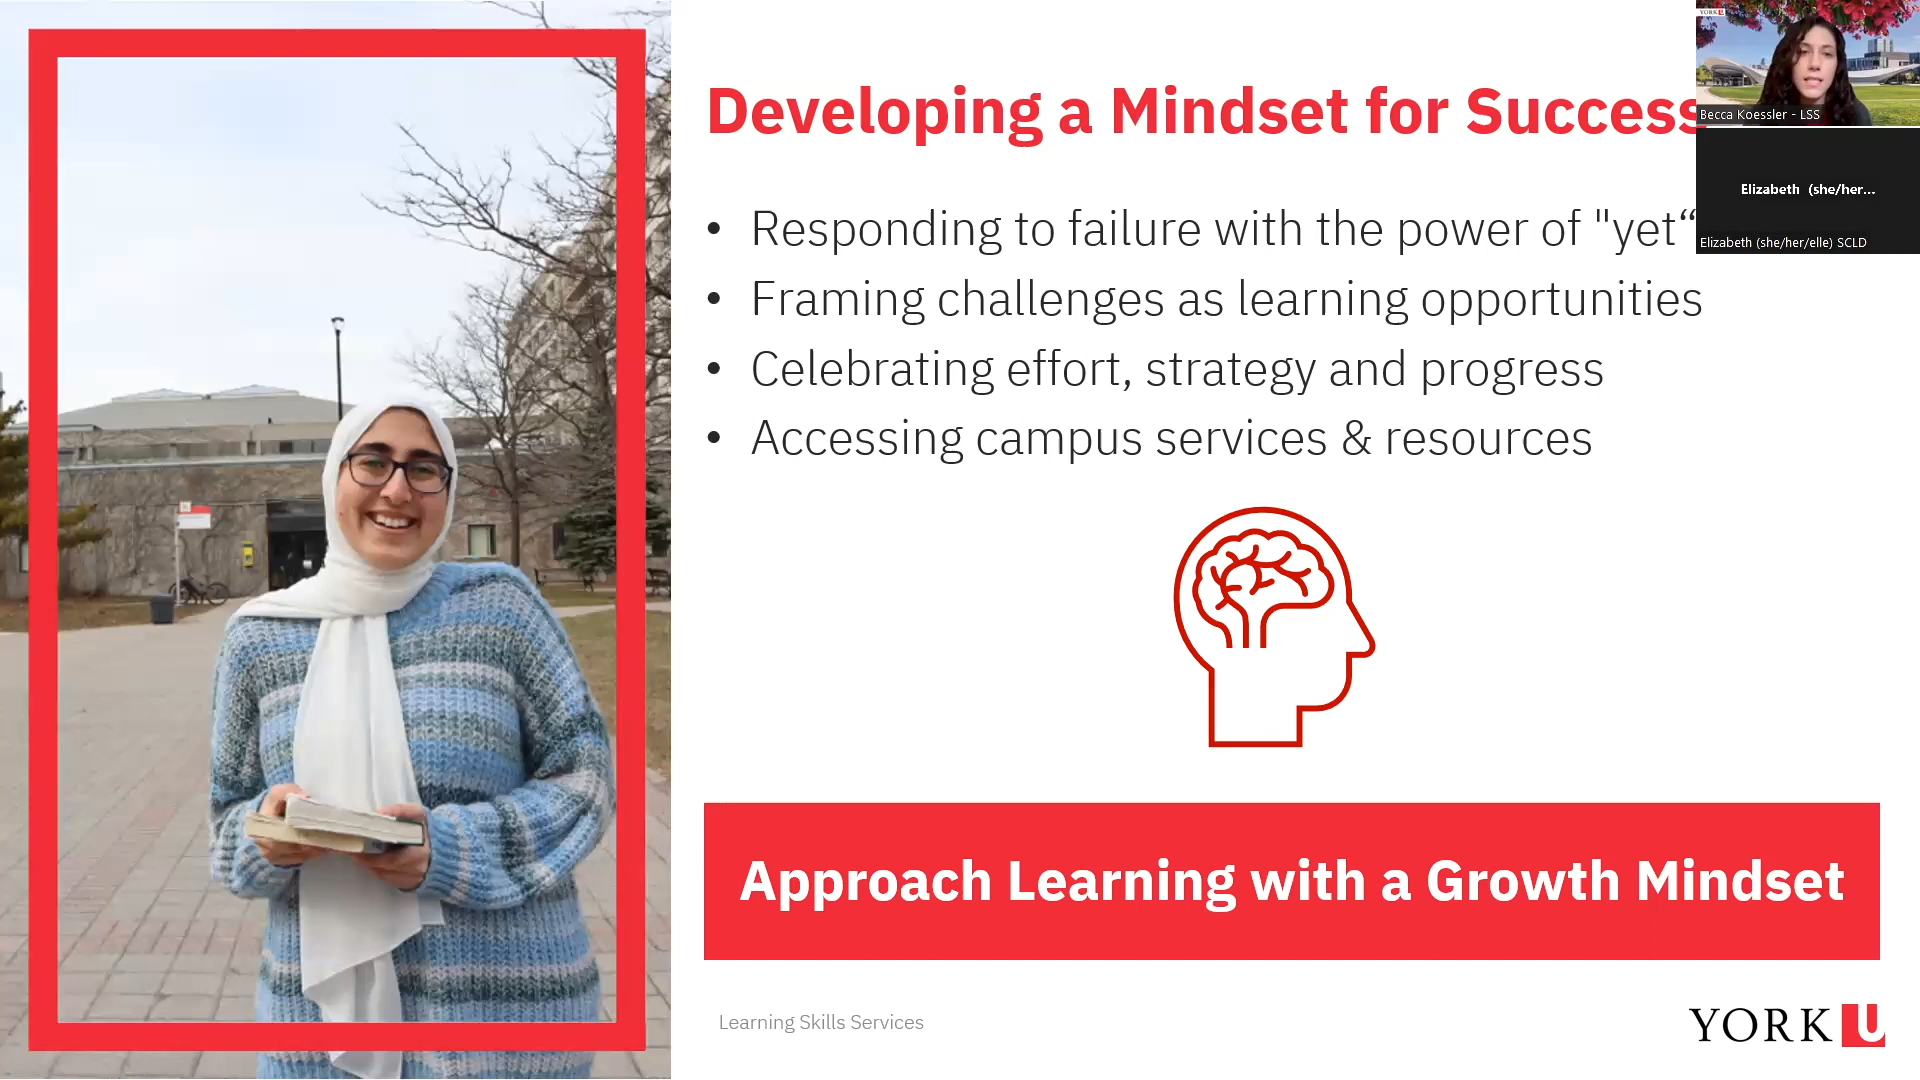 Developing a Mindset for Success
• Responding to failure with the power of "yet“
• Framing challenges as learning opportunities
• Celebrating effort, strategy and progress
• Accessing campus services & resources
Approach Learning with a Growth Mindset
Learning Skills Services
YORK U
YORK U
Becca Koessler - LSS
Elizabeth (she/her...
Elizabeth (she/her/elle) SCLD